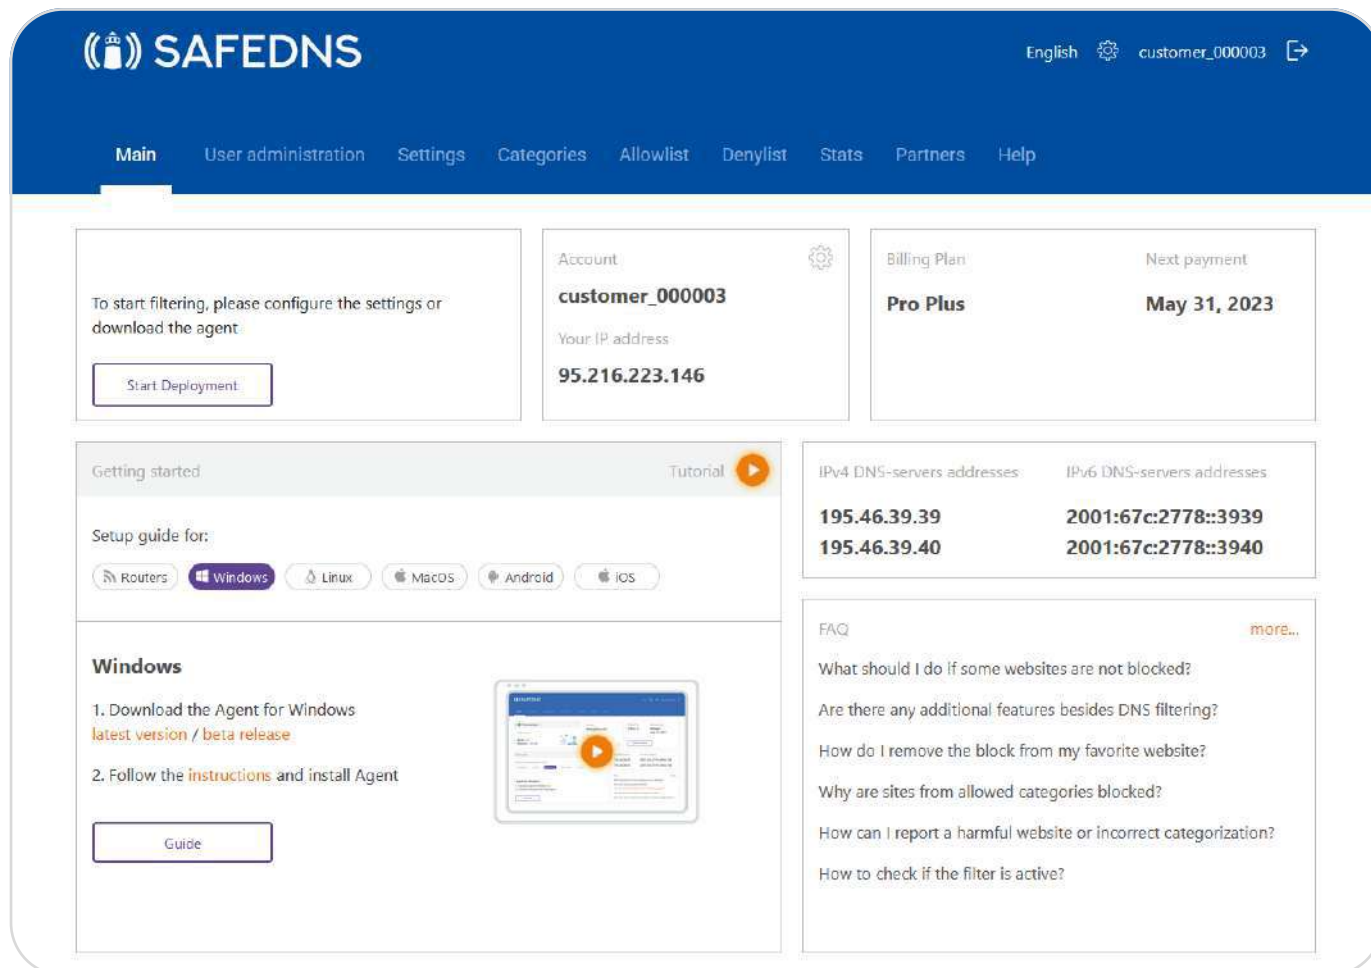 SAFEDNS
English customer_000003
Main User administration Settings Categories Allowlist Denylist Stats Partners Help
To start filtering, please configure the settings or
download the agent
Start Deployment
Account
customer_000003
Your IP address
95.216.223.146
Billing Plan Next payment
Pro Plus May 31, 2023
Getting started Tutorial
Setup guide for:
Routers Windows Linux MacOS Android iOS
Windows
1. Download the Agent for Windows
latest version / beta release
2. Follow the instructions and install Agent
Guide
IPv4 DNS-servers addresses IPv6 DNS-servers addresses
195.46.39.39 2001:67c:2778::3939
195.46.39.40 2001:67c:2778::3940
FAQ more...
What should I do if some websites are not blocked?
Are there any additional features besides DNS filtering?
How do I remove the block from my favorite website?
Why are sites from allowed categories blocked?
How can I report a harmful website or incorrect categorization?
How to check if the filter is active?